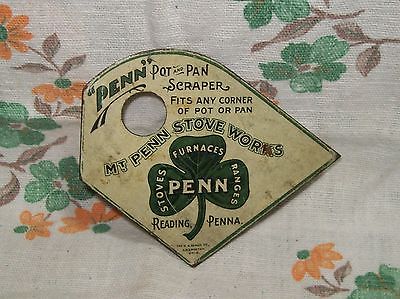 "PENN" POT AND PAN
SCRAPER
FITS ANY CORNER
OF POT OR PAN
MT PENN STOVE WORKS
STOVES FURNACES RANGES
PENN
READING, PENNA.